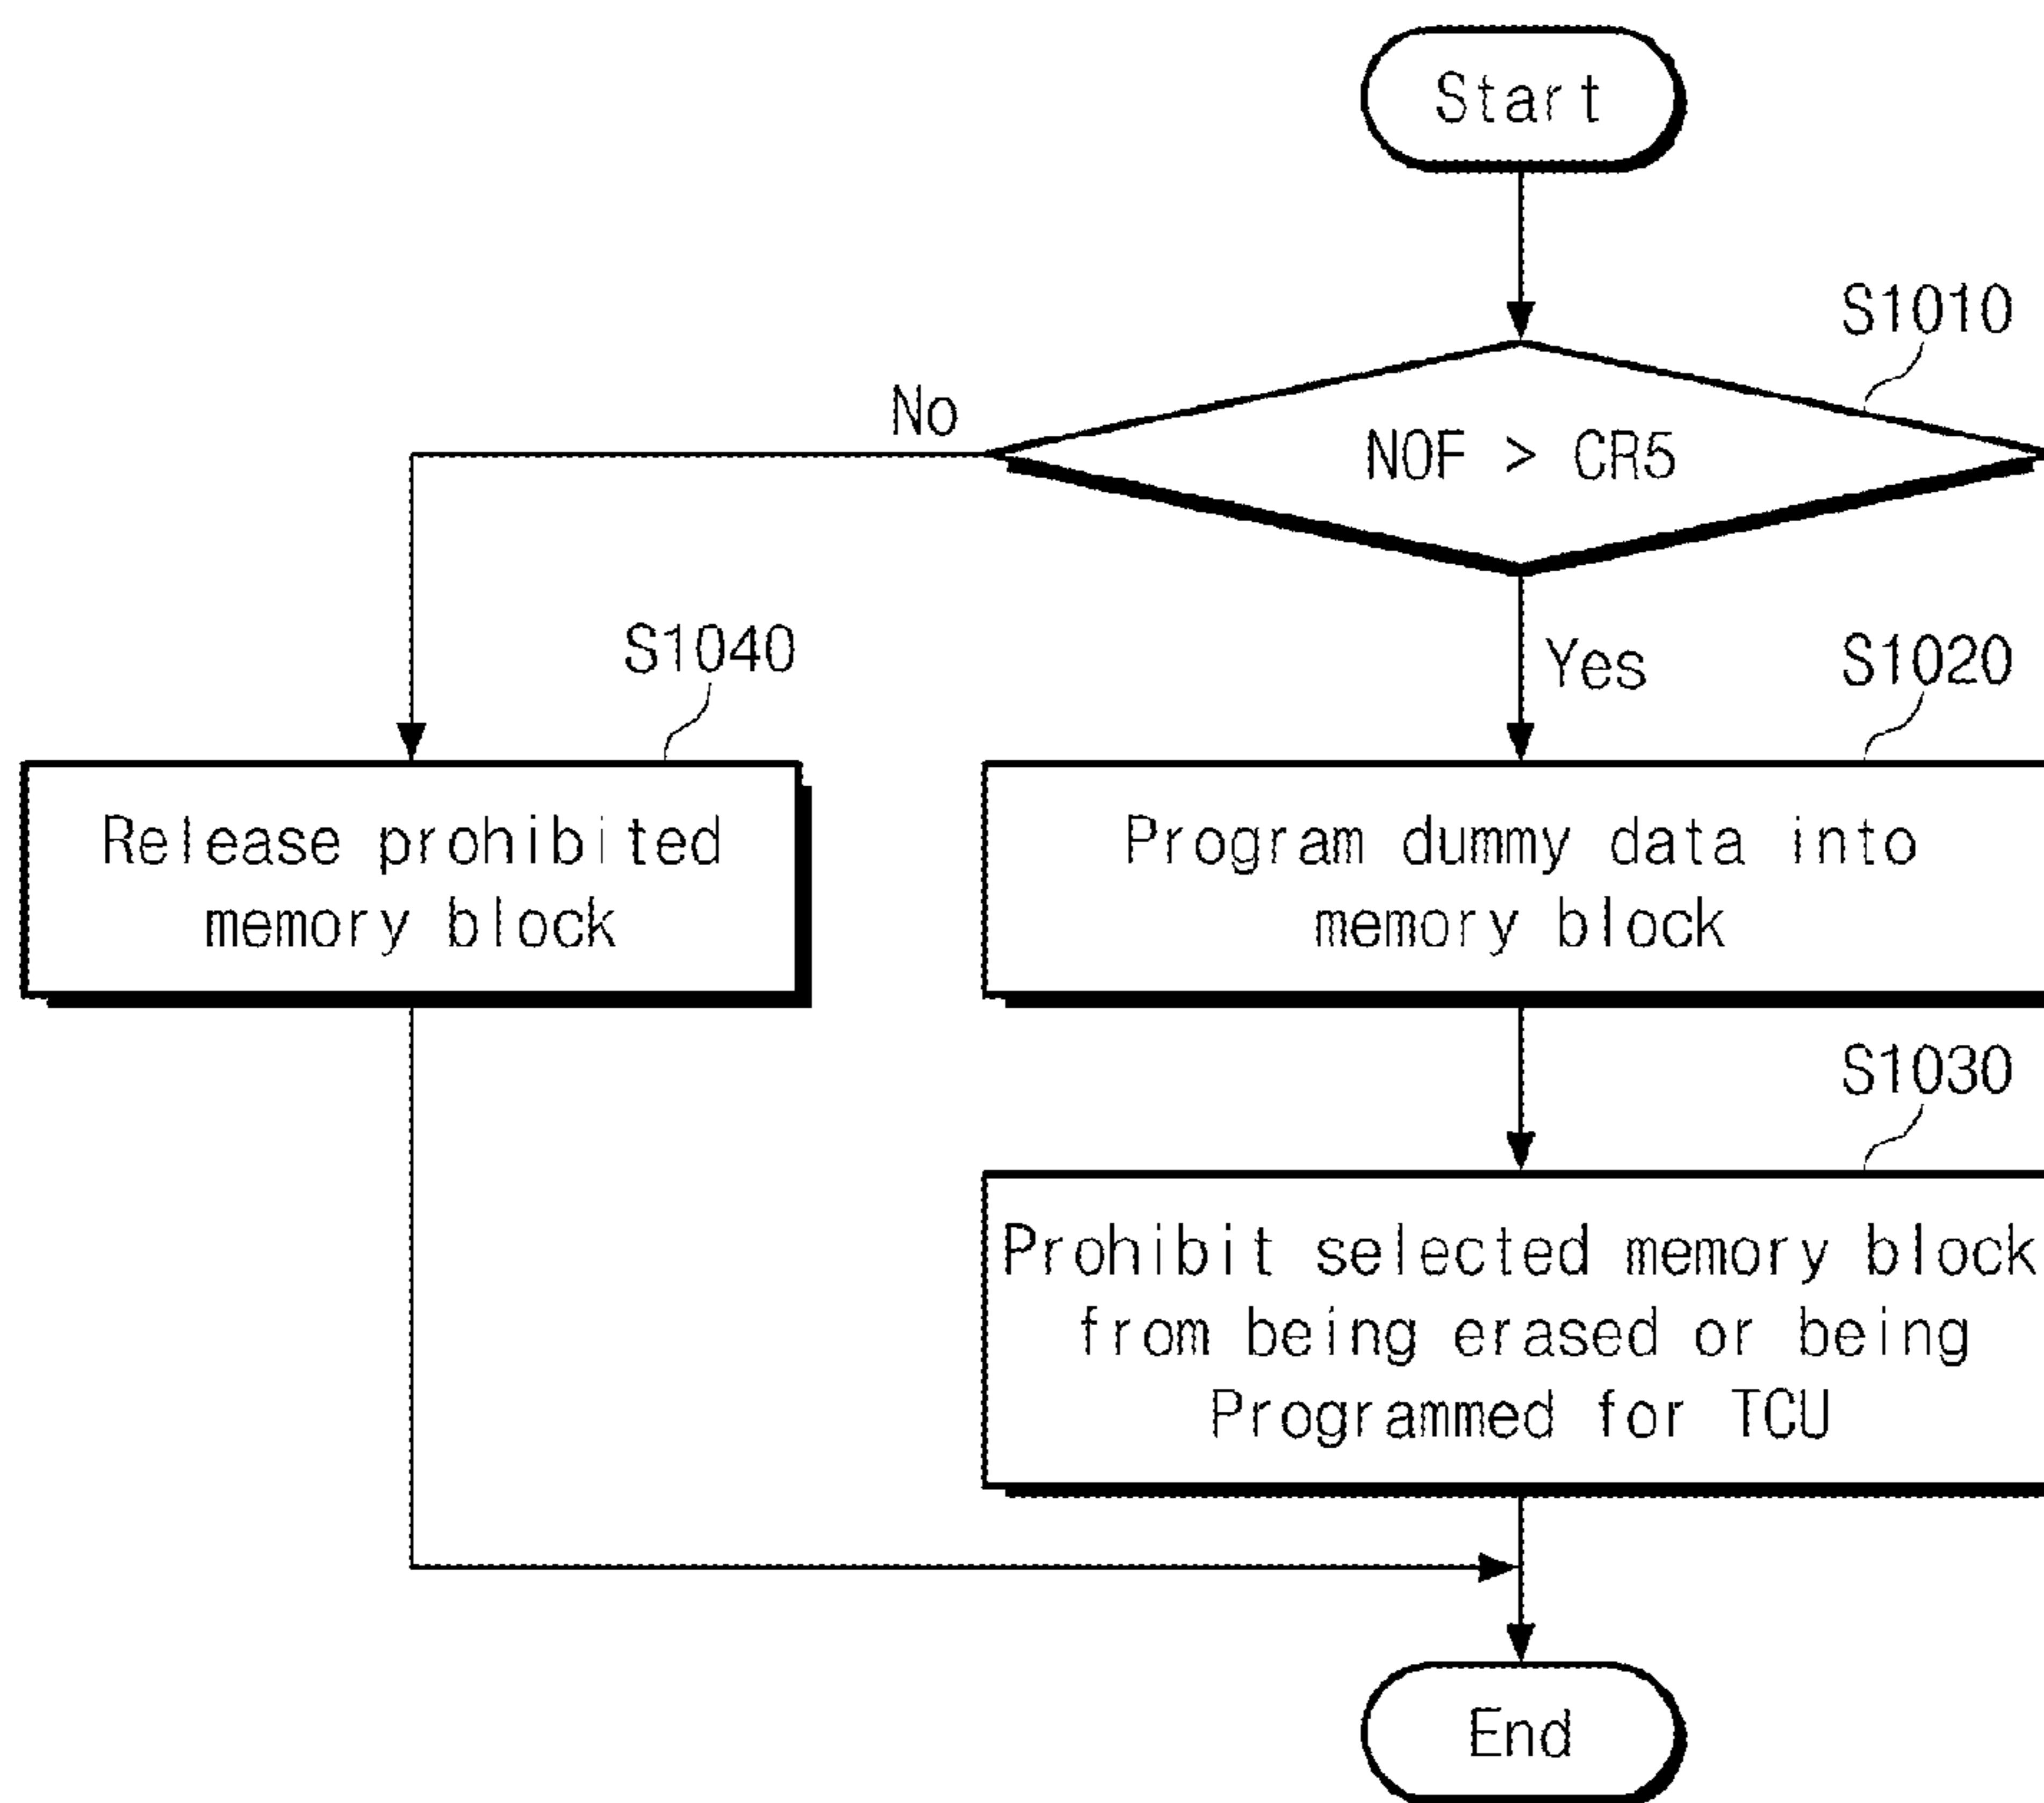 Start
S1010
No
NOF > CR5
S1040
Yes
S1020
Release prohibited
memory block
Program dummy data into
memory block
S1030
Prohibit selected memory block
from being erased or being
Programmed for TCU
End